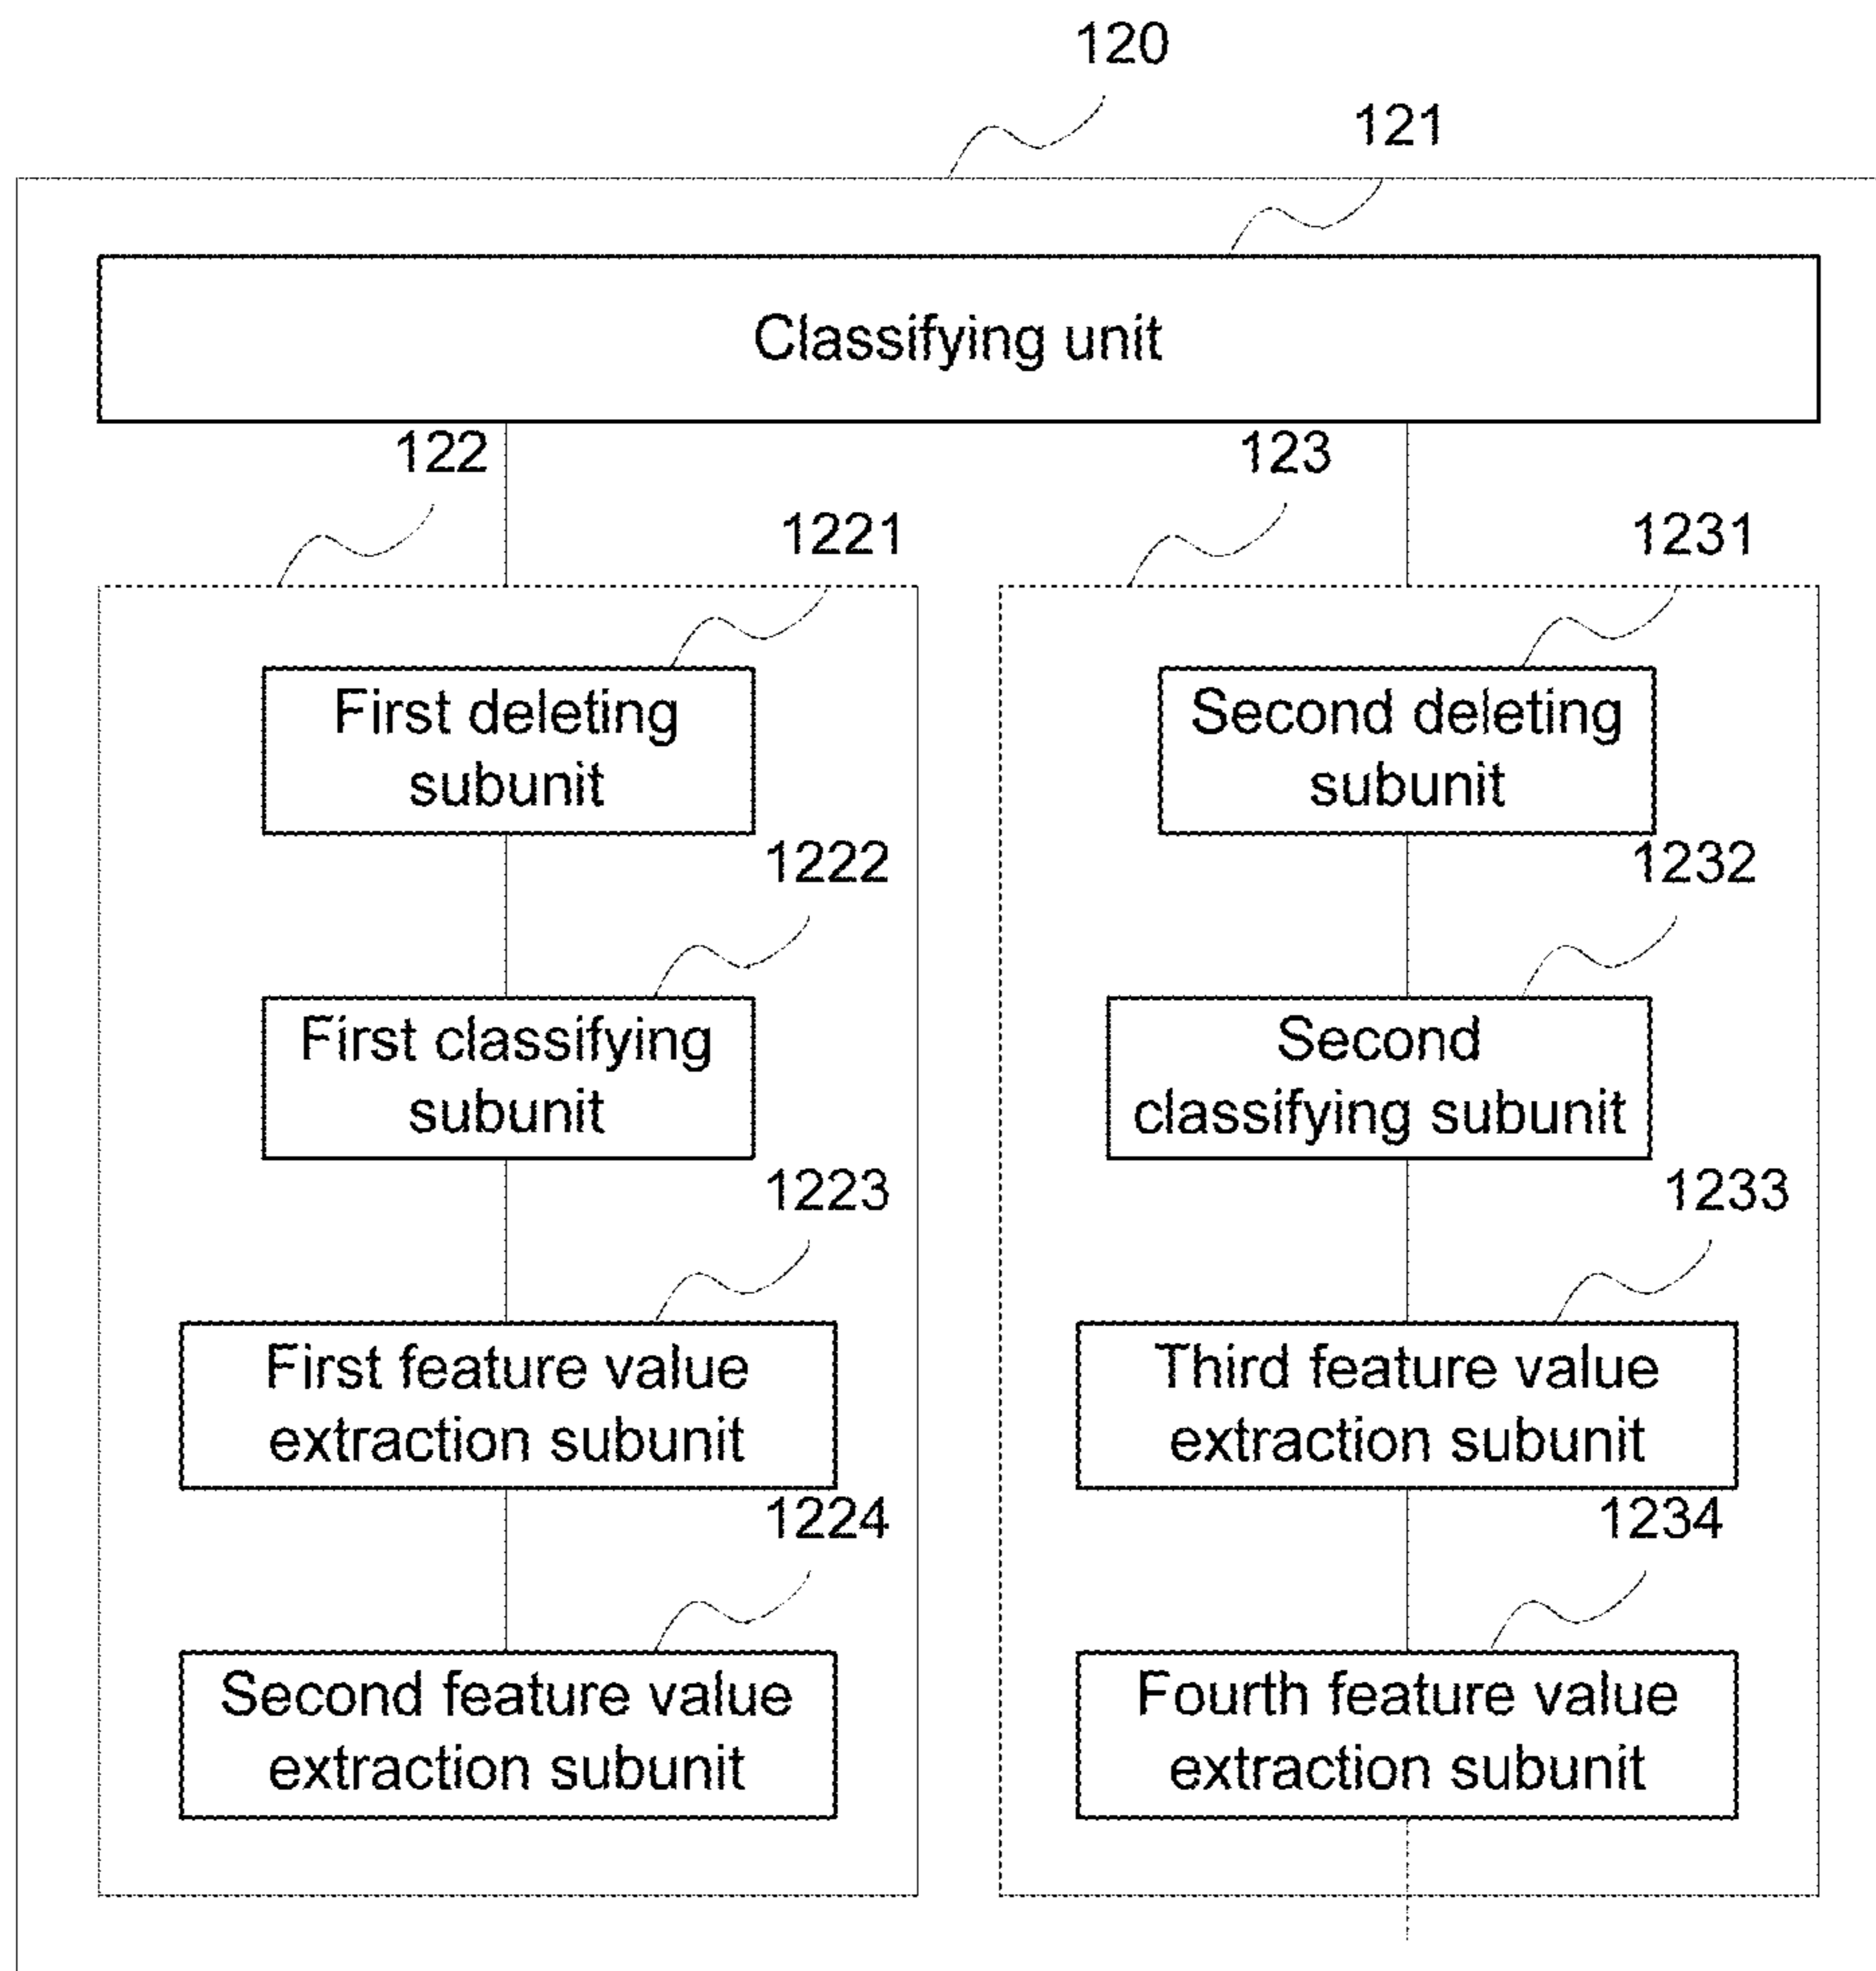 120
121
Classifying unit
122
123
1221
1231
First deleting
subunit
Second deleting
subunit
1222
1232
First classifying
subunit
Second
classifying subunit
1223
1233
First feature value
extraction subunit
Third feature value
extraction subunit
1224
1234
Second feature value
extraction subunit
Fourth feature value
extraction subunit